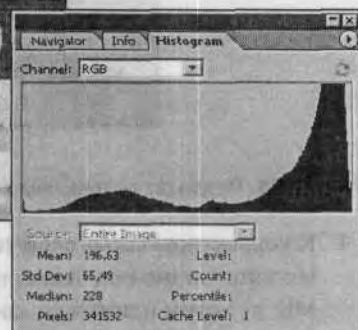 Navigator Info Histogram
Channel: RGB
Source: Entire Image
Mean: 196,63 Level:
Std Dev: 65,49 Count:
Median: 228 Percentile:
Pixels: 341532 Cache Level: 1